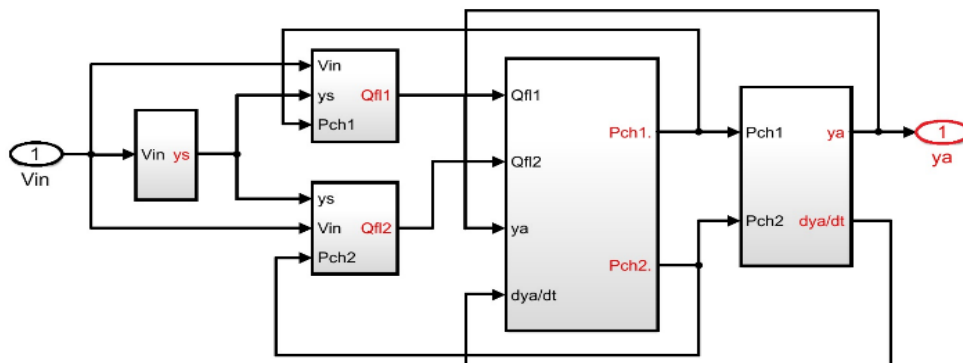 1
Vin
Vin ys
Vin
ys Qfl1
Pch1
ys
Vin Qfl2
Pch2
Qfl1
Pch1.
Qfl2
ya
Pch2.
dya/dt
Pch1 ya
Pch2 dya/dt
1
ya